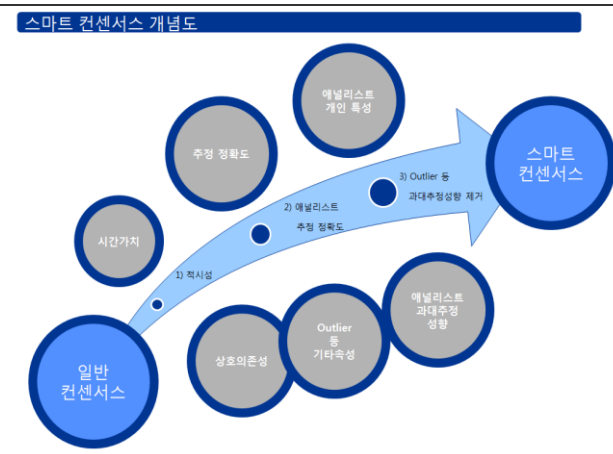 스마트 컨센서스 개념도
애널리스트
개인 특성
추정 정확도
스마트
컨센서스
3) Outlier 등
과대추정성향 제거
2) 애널리스트
추정 정확도
시간가치
1) 적시성
애널리스트
과대추정
성향
Outlier
등
기타속성
상호의존성
일반
컨센서스